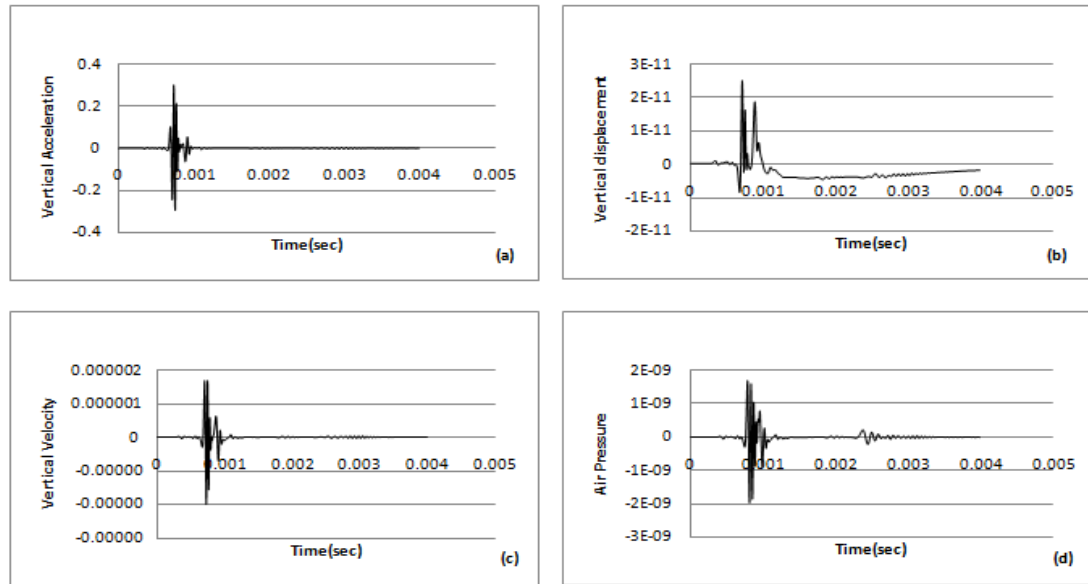 Vertical Acceleration
0.4
0.2
0
-0.2
-0.4
0 0.001 0.002 0.003 0.004 0.005
Time(sec)
(a)
Vertical displacement
3E-11
2E-11
1E-11
0
-1E-11
-2E-11
0 0.001 0.002 0.003 0.004 0.005
Time(sec)
(b)
Vertical Velocity
0.000002
0.000001
0
-0.00000
-0.00000
-0.00000
0 0.001 0.002 0.003 0.004 0.005
Time(sec)
(c)
Air Pressure
2E-09
1E-09
0
-1E-09
-2E-09
-3E-09
0 0.001 0.002 0.003 0.004 0.005
Time(sec)
(d)